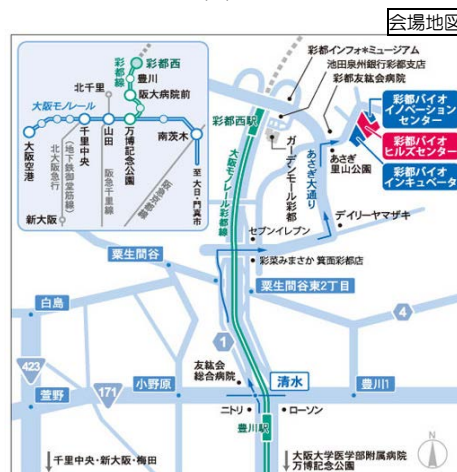 会場地図
彩都西
彩都線
豊川
阪大病院前
北千里
大阪モノレール
大阪空港
千里中央
山田
万博記念公園
南茨木
(地下鉄御堂筋線)
北大阪急行
阪急千里線
阪急京都線
至大日・門真市
新大阪
彩都インフォ*ミュージアム
池田泉州銀行彩都支店
彩都友紘会病院
彩都西駅
ガーデンモール彩都
大阪モノレール彩都線
あさぎ大通り
あさぎ
里山公園
彩都バイオ
イノベーション
センター
彩都バイオ
ヒルズセンター
彩都バイオ
インキュベータ
デイリーヤマザキ
セブンイレブン
彩菜みまさか 箕面彩都店
粟生間谷
粟生間谷東2丁目
白島
4
1
423
171
萱野
小野原
友紘会
総合病院
清水
豊川1
ニトリ
ローソン
豊川駅
千里中央・新大阪・梅田
大阪大学医学部附属病院
万博記念公園
N